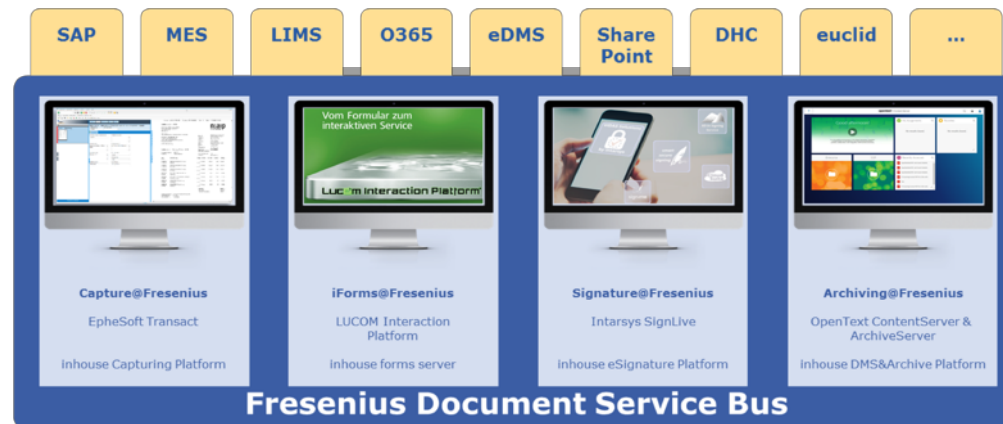 SAP
MES
LIMS
O365
eDMS
Share
Point
DHC
euclid
...
Vom Formular zum
interaktiven Service
Lucom Interaction Platform
Capture@Fresenius
EpheSoft Transact
inhouse Capturing Platform
iForms@Fresenius
LUCOM Interaction
Platform
inhouse forms server
Signature@Fresenius
Intarsys SignLive
inhouse eSignature Platform
Archiving@Fresenius
OpenText ContentServer &
ArchiveServer
inhouse DMS&Archive Platform
Fresenius Document Service Bus